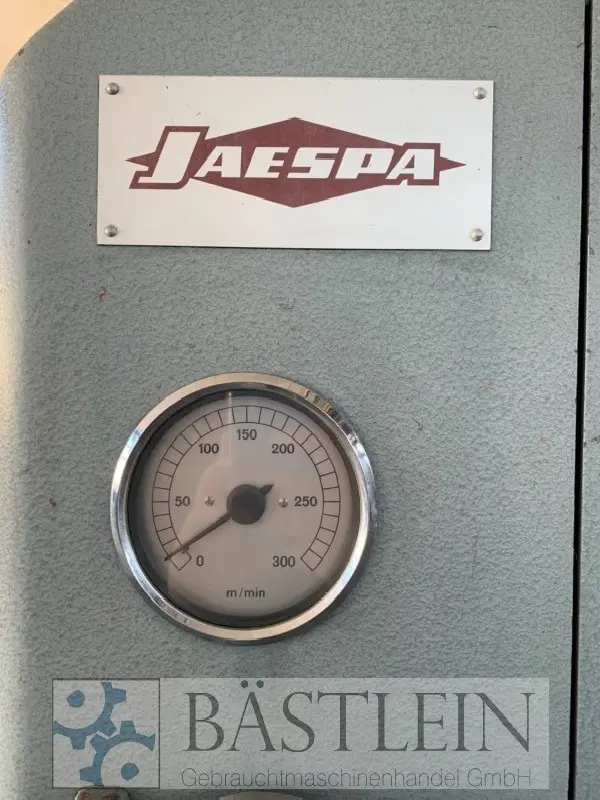 JAESPA
150
100 200
50 250
0 300
m/min
BÄSTLEIN
Gebrauchtmaschinenhandel GmbH